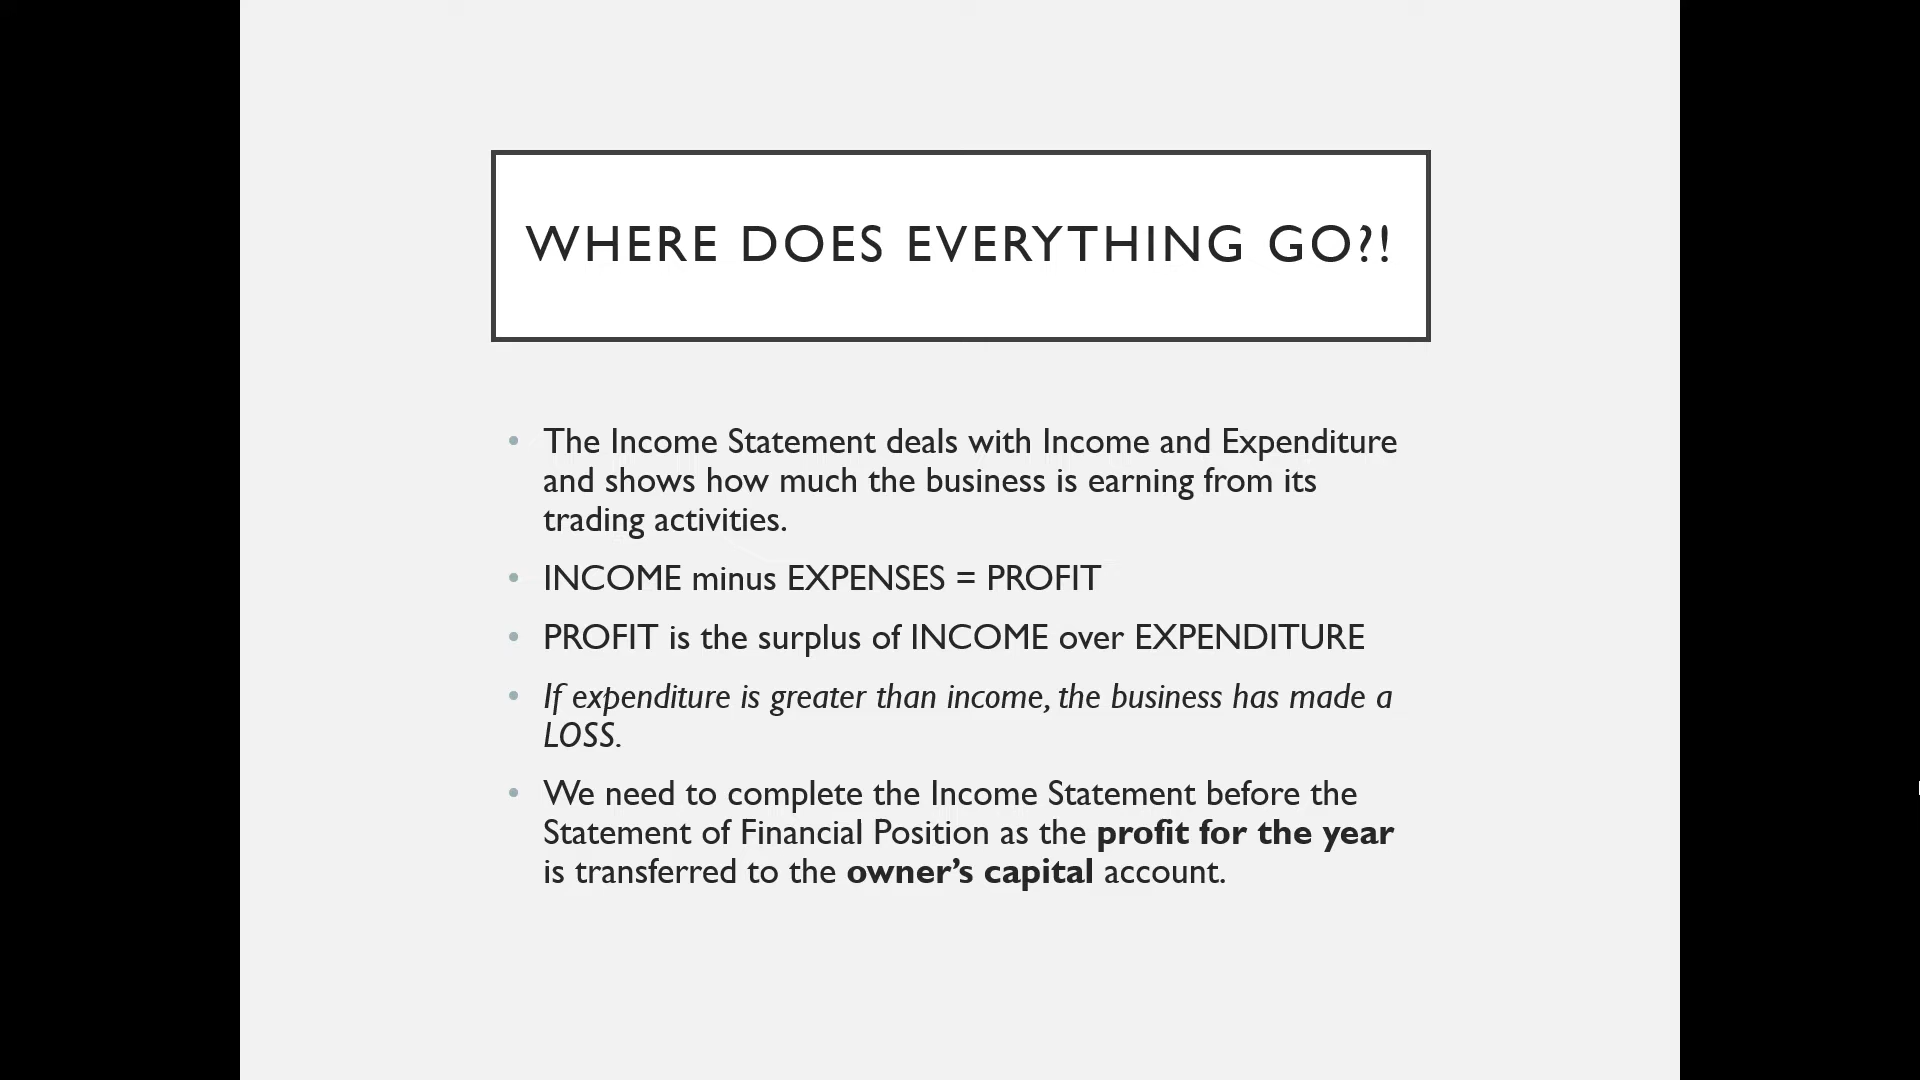 WHERE DOES EVERYTHING GO?!
• The Income Statement deals with Income and Expenditure
and shows how much the business is earning from its
trading activities.
• INCOME minus EXPENSES = PROFIT
• PROFIT is the surplus of INCOME over EXPENDITURE
• If expenditure is greater than income, the business has made a
LOSS.
• We need to complete the Income Statement before the
Statement of Financial Position as the profit for the year
is transferred to the owner’s capital account.